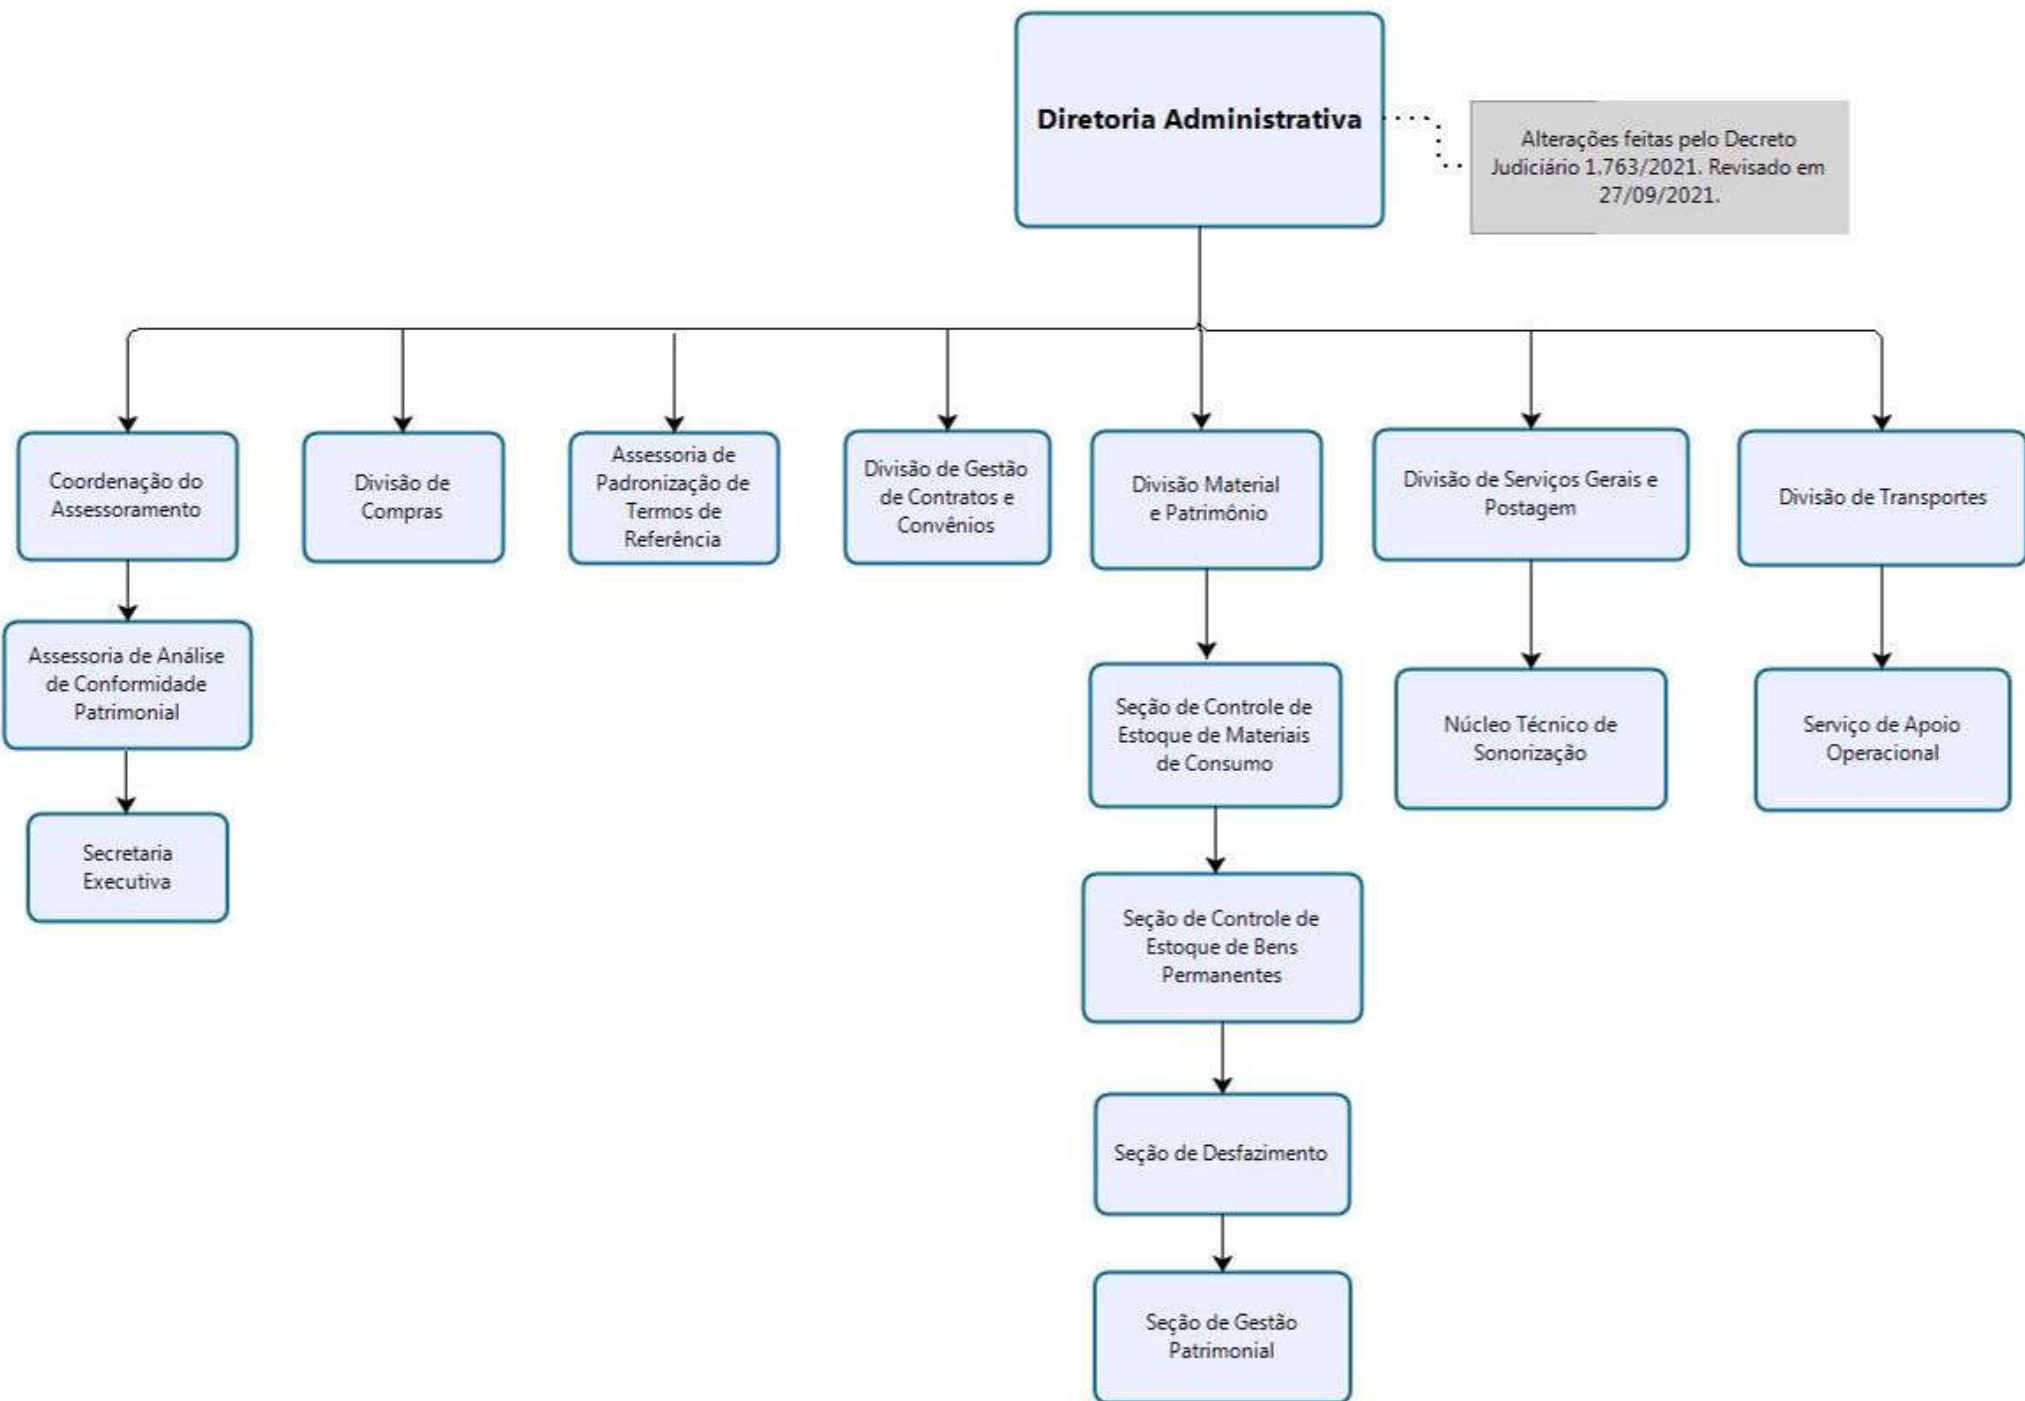 Diretoria Administrativa
Alterações feitas pelo Decreto
Judiciário 1.763/2021. Revisado em
27/09/2021.
Coordenação do
Assessoramento
Divisão de
Compras
Assessoria de
Padronização de
Termos de
Referência
Divisão de Gestão
de Contratos e
Convênios
Divisão Material
e Patrimônio
Divisão de Serviços Gerais e
Postagem
Divisão de Transportes
Assessoria de Análise
de Conformidade
Patrimonial
Seção de Controle de
Estoque de Materiais
de Consumo
Núcleo Técnico de
Sonorização
Serviço de Apoio
Operacional
Secretaria
Executiva
Seção de Controle de
Estoque de Bens
Permanentes
Seção de Desfazimento
Seção de Gestão
Patrimonial